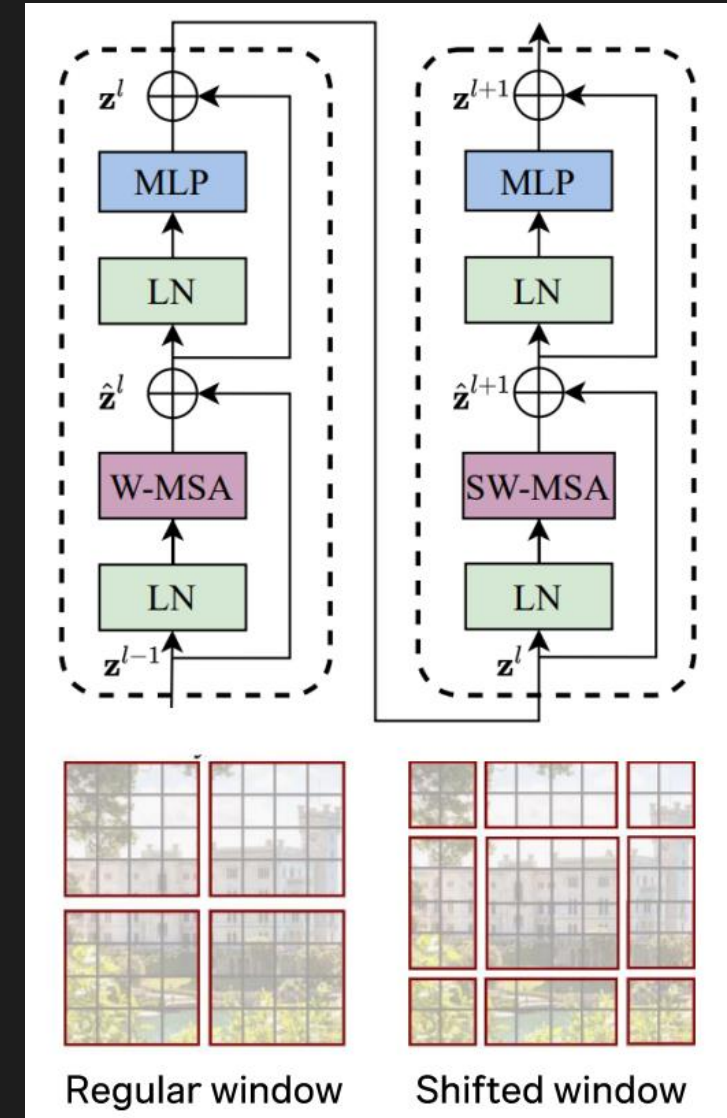 z^l
MLP
LN
ẑ^l
W-MSA
LN
z^{l−1}
z^{l+1}
MLP
LN
ẑ^{l+1}
SW-MSA
LN
z^l
Regular window
Shifted window